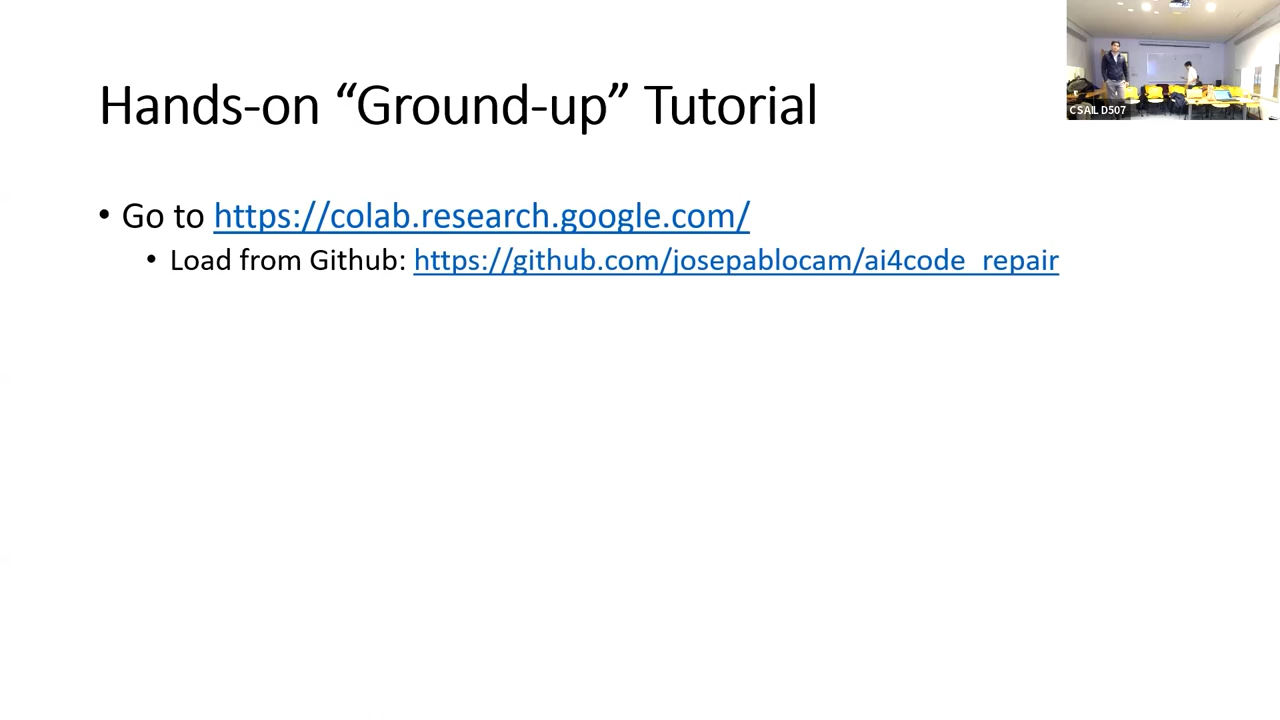 Hands-on “Ground-up” Tutorial
• Go to https://colab.research.google.com/
• Load from Github: https://github.com/josepablocam/ai4code_repair
CSAIL D507